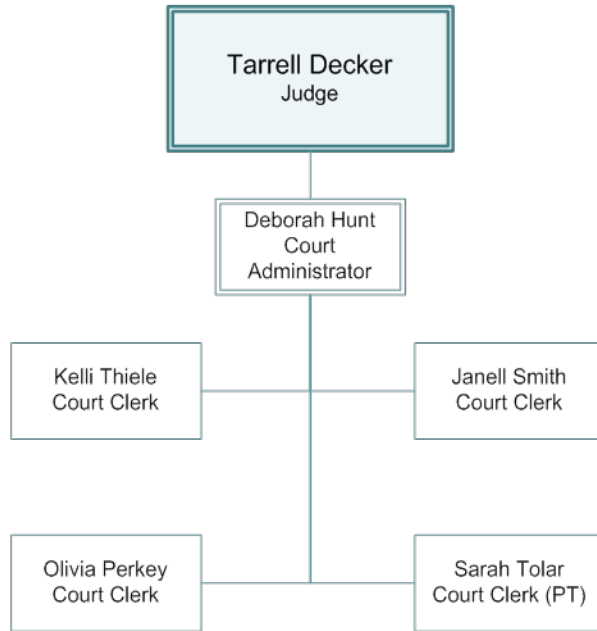 Tarrell Decker
Judge
Deborah Hunt
Court
Administrator
Kelli Thiele
Court Clerk
Janell Smith
Court Clerk
Olivia Perkey
Court Clerk
Sarah Tolar
Court Clerk (PT)